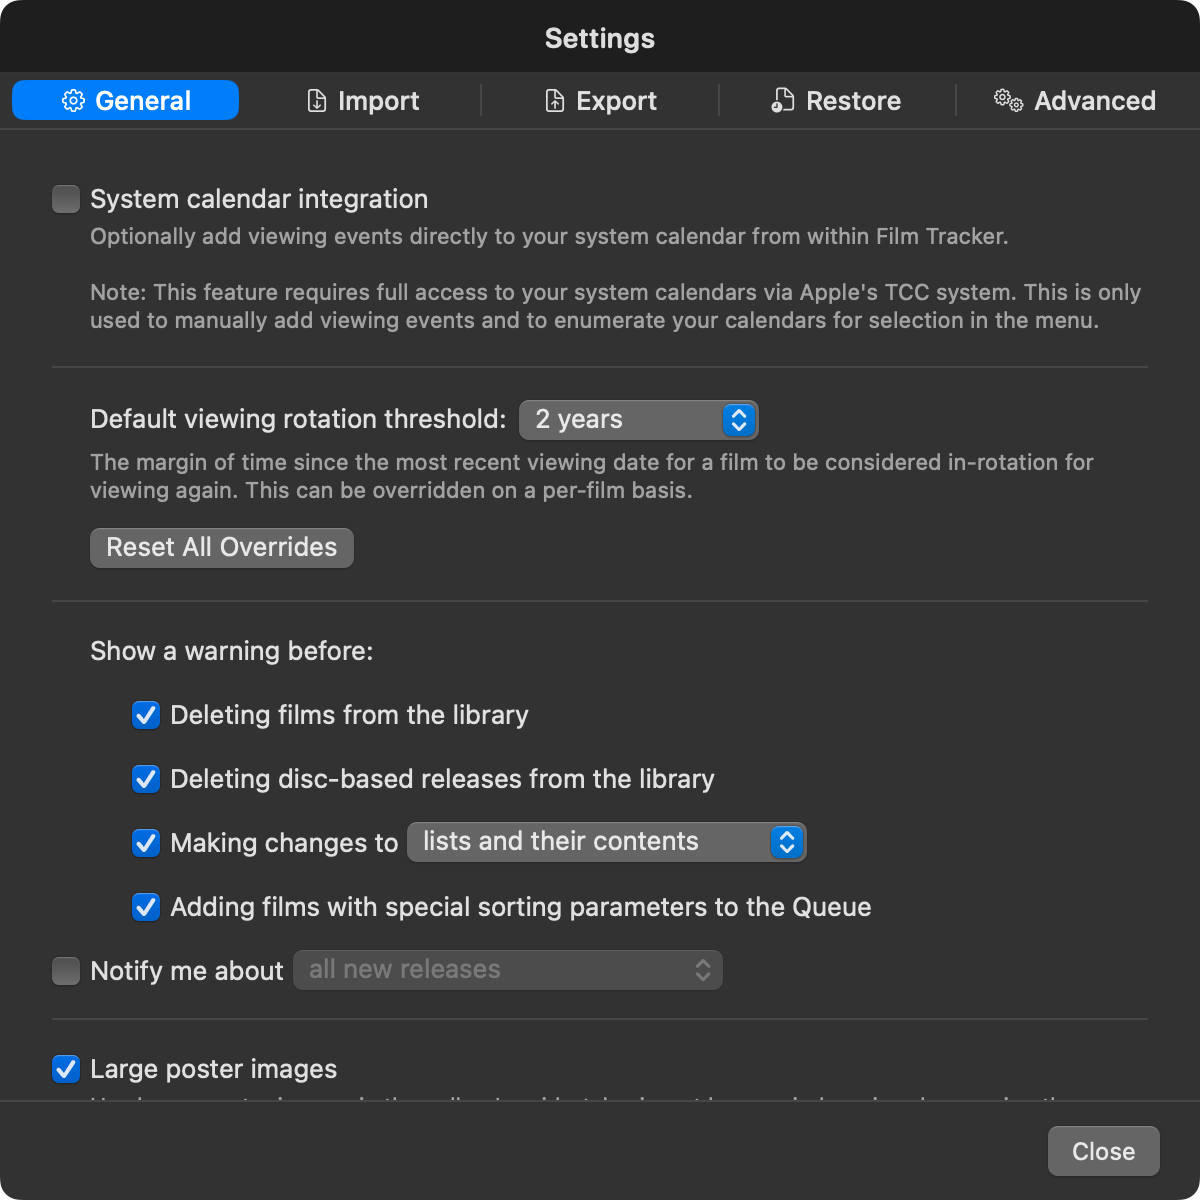 Settings
General
Import
Export
Restore
Advanced
System calendar integration
Optionally add viewing events directly to your system calendar from within Film Tracker.
Note: This feature requires full access to your system calendars via Apple's TCC system. This is only
used to manually add viewing events and to enumerate your calendars for selection in the menu.
Default viewing rotation threshold: 2 years
The margin of time since the most recent viewing date for a film to be considered in-rotation for
viewing again. This can be overridden on a per-film basis.
Reset All Overrides
Show a warning before:
Deleting films from the library
Deleting disc-based releases from the library
Making changes to lists and their contents
Adding films with special sorting parameters to the Queue
Notify me about all new releases
Large poster images
Close